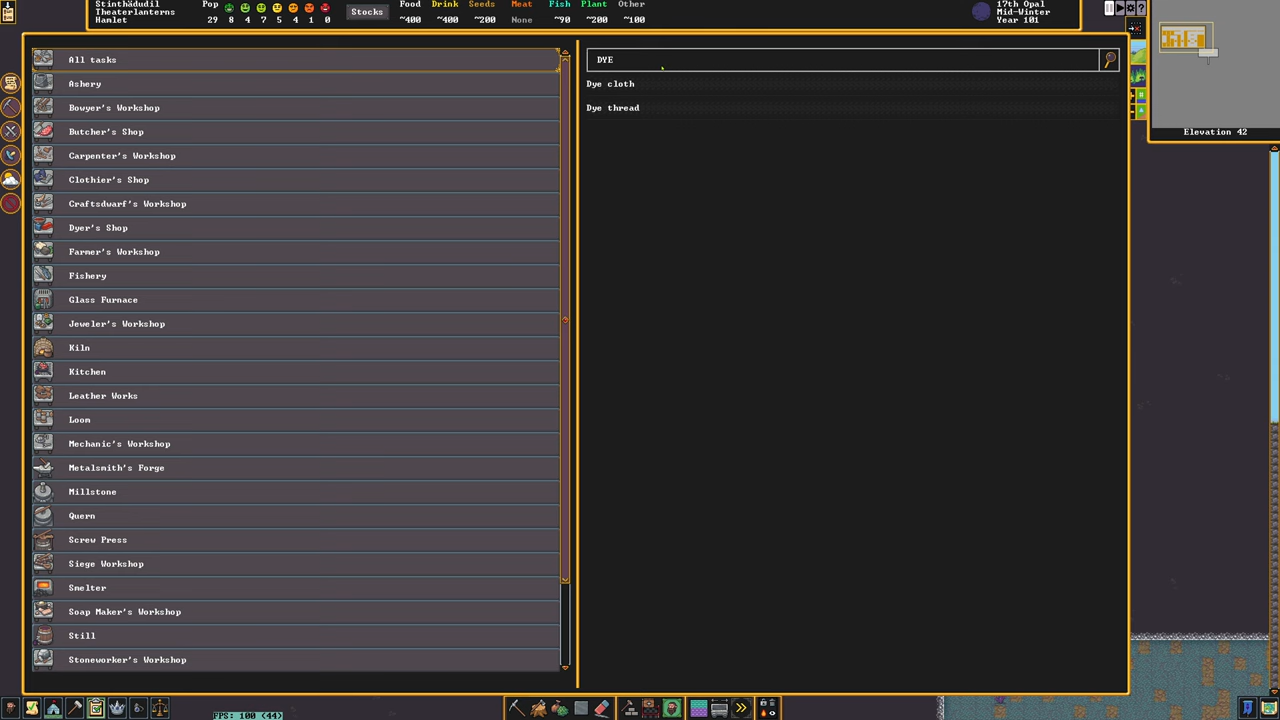 Stinthädudil
Theaterlanterns
Hamlet
Pop
29 8 4 7 5 4 1 0
Stocks
Food Drink Seeds Meat Fish Plant Other
~400 ~400 ~200 None ~90 ~200 ~100
17th Opal
Mid-Winter
Year 101
Elevation 42
All tasks
Ashery
Bowyer's Workshop
Butcher's Shop
Carpenter's Workshop
Clothier's Shop
Craftsdwarf's Workshop
Dyer's Shop
Farmer's Workshop
Fishery
Glass Furnace
Jeweler's Workshop
Kiln
Kitchen
Leather Works
Loom
Mechanic's Workshop
Metalsmith's Forge
Millstone
Quern
Screw Press
Siege Workshop
Smelter
Soap Maker's Workshop
Still
Stoneworker's Workshop
DYE
Dye cloth
Dye thread
FPS: 100 (44)